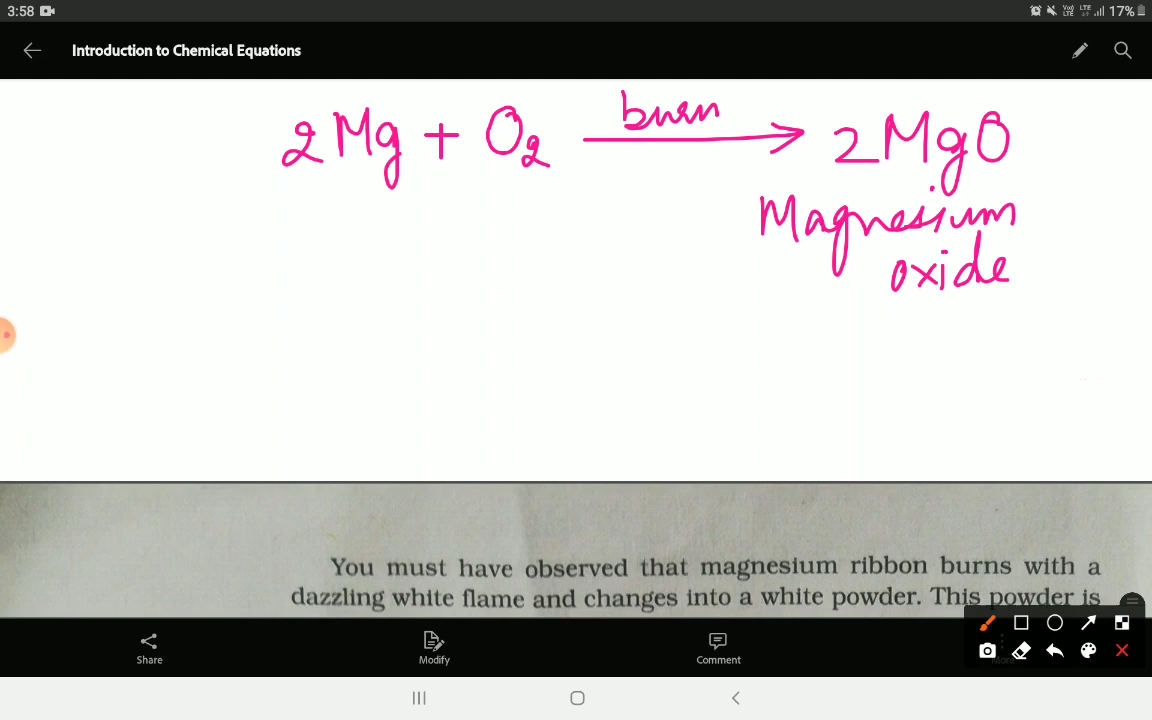 3:58 17%
Introduction to Chemical Equations
burn
2Mg + O2 → 2MgO
Magnesium
oxide
You must have observed that magnesium ribbon burns with a
dazzling white flame and changes into a white powder. This powder is
Share Modify Comment More